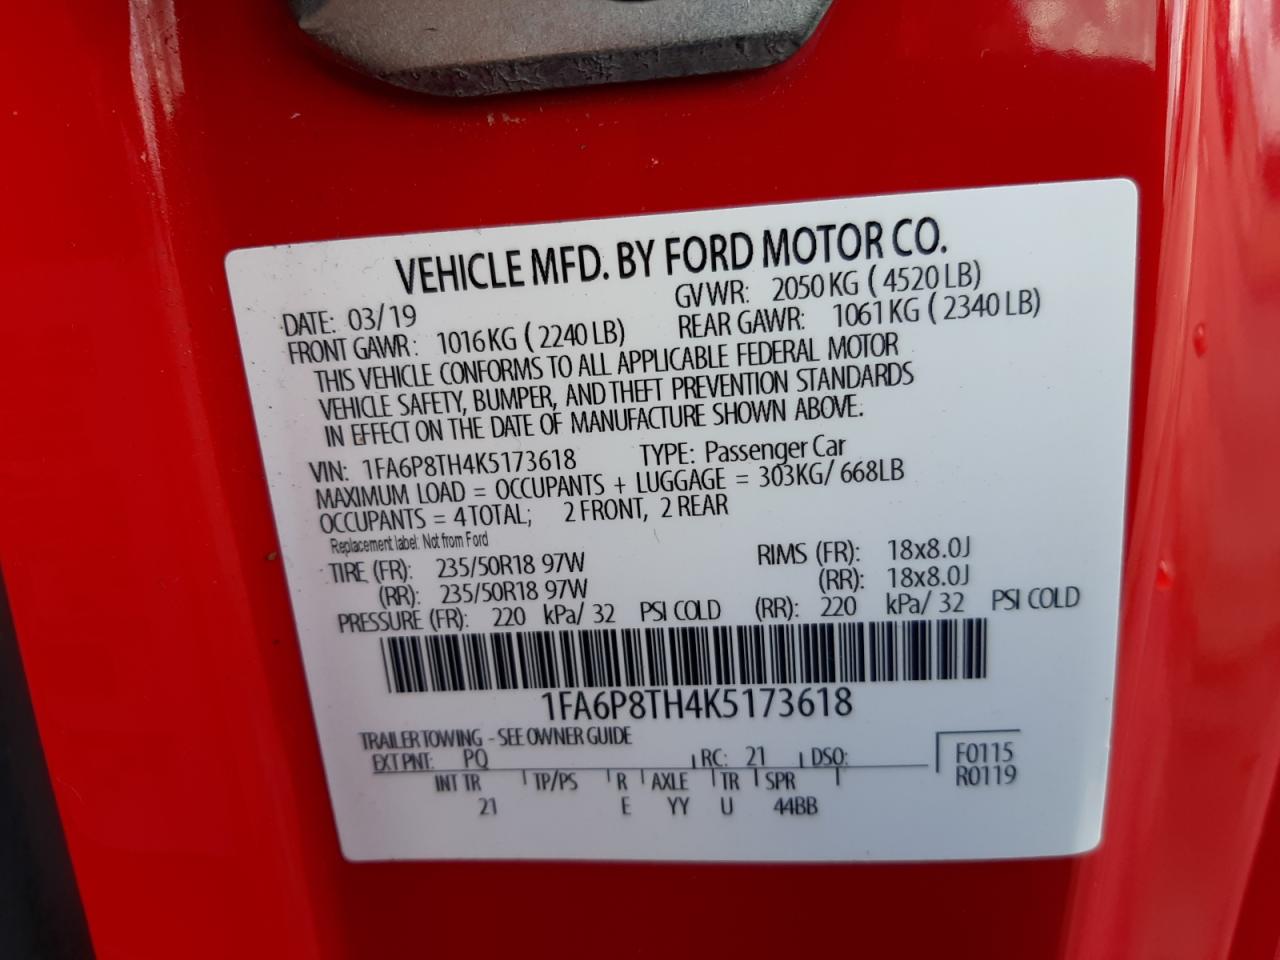 VEHICLE MFD. BY FORD MOTOR CO.
DATE: 03/19 GVWR: 2050 KG ( 4520 LB)
FRONT GAWR: 1016 KG ( 2240 LB) REAR GAWR: 1061 KG ( 2340 LB)
THIS VEHICLE CONFORMS TO ALL APPLICABLE FEDERAL MOTOR
VEHICLE SAFETY, BUMPER, AND THEFT PREVENTION STANDARDS
IN EFFECT ON THE DATE OF MANUFACTURE SHOWN ABOVE.
VIN: 1FA6P8TH4K5173618 TYPE: Passenger Car
MAXIMUM LOAD = OCCUPANTS + LUGGAGE = 303KG/ 668LB
OCCUPANTS = 4 TOTAL; 2 FRONT, 2 REAR
Replacement label: Not from Ford
TIRE (FR): 235/50R18 97W RIMS (FR): 18x8.0J
(RR): 235/50R18 97W (RR): 18x8.0J
PRESSURE (FR): 220 kPa/ 32 PSI COLD (RR): 220 kPa/ 32 PSI COLD
1FA6P8TH4K5173618
TRAILER TOWING - SEE OWNER GUIDE
EXT PNT: PQ RC: 21 DSO: F0115
INT TR TP/PS R AXLE TR SPR R0119
21 E YY U 44BB